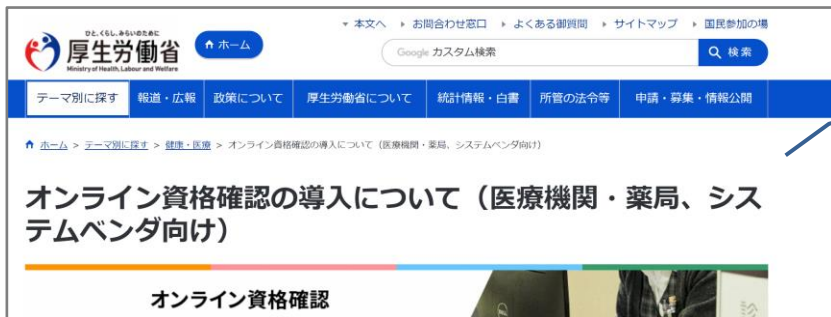 本文へ お問合わせ窓口 よくある御質問 サイトマップ 国民参加の場
ひと、くらし、みらいのために
厚生労働省
Ministry of Health, Labour and Welfare
ホーム
Google カスタム検索
検索
テーマ別に探す 報道・広報 政策について 厚生労働省について 統計情報・白書 所管の法令等 申請・募集・情報公開
ホーム > テーマ別に探す > 健康・医療 > オンライン資格確認の導入について（医療機関・薬局、システムベンダ向け）
オンライン資格確認の導入について（医療機関・薬局、シス
テムベンダ向け）
オンライン資格確認